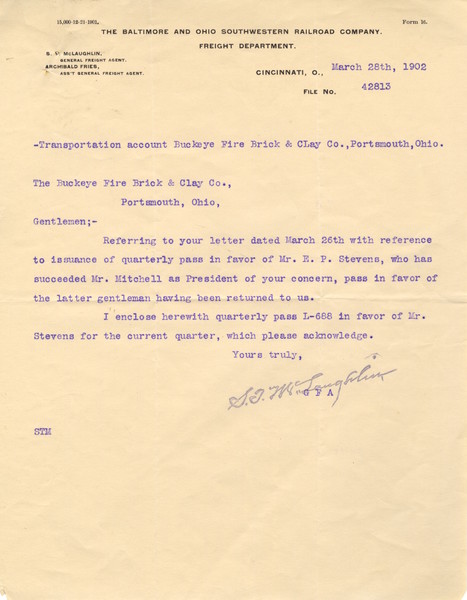 15,000-12-21-1901.
Form 16.
THE BALTIMORE AND OHIO SOUTHWESTERN RAILROAD COMPANY.
FREIGHT DEPARTMENT.
S. T. McLAUGHLIN,
GENERAL FREIGHT AGENT.
ARCHIBALD FRIES,
ASS'T GENERAL FREIGHT AGENT.
CINCINNATI, O., March 28th, 1902
FILE NO. 42813
-Transportation account Buckeye Fire Brick & CLay Co.,Portsmouth,Ohio.
The Buckeye Fire Brick & Clay Co.,
Portsmouth, Ohio,
Gentlemen;-
Referring to your letter dated March 26th with reference
to issuance of quarterly pass in favor of Mr. E. P. Stevens, who has
succeeded Mr. Mitchell as President of your concern, pass in favor of
the latter gentleman having been returned to us.
I enclose herewith quarterly pass L-688 in favor of Mr.
Stevens for the current quarter, which please acknowledge.
Yours truly,
S. T. McLaughlin
G F A
STM